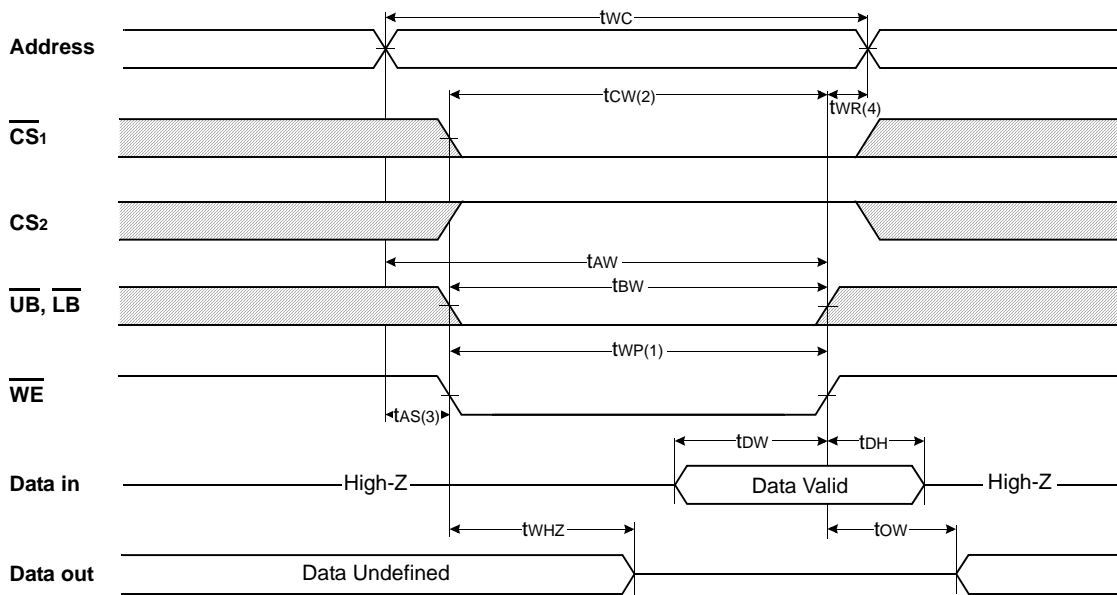 tWC
Address
tCW(2)
tWR(4)
CS1
CS2
tAW
UB, LB
tBW
tWP(1)
WE
tAS(3)
tDW
tDH
Data in
High-Z
Data Valid
High-Z
tWHZ
tOW
Data out
Data Undefined